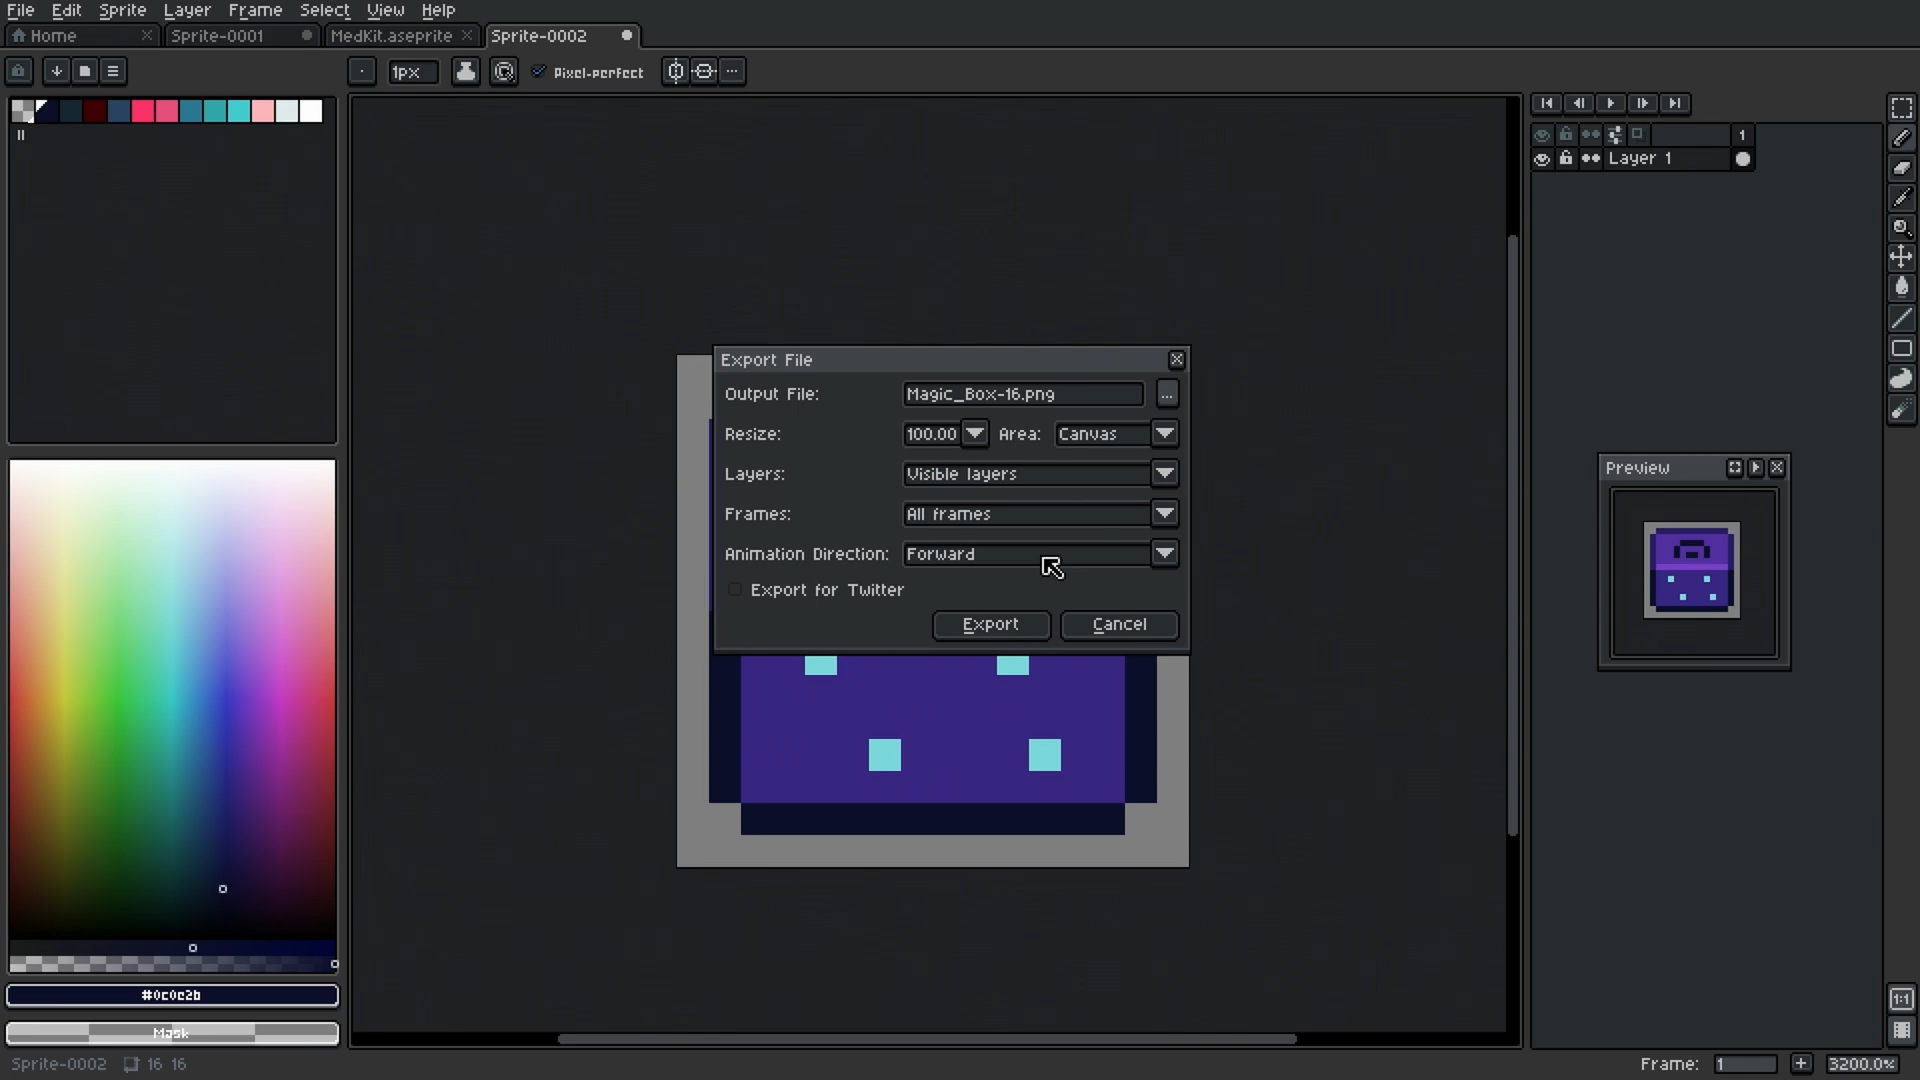 File Edit Sprite Layer Frame Select View Help
Home Sprite-0001 MedKit.aseprite Sprite-0002
1px Pixel-perfect
1
Layer 1
Export File
Output File: Magic_Box-16.png ...
Resize: 100.00 Area: Canvas
Layers: Visible layers
Frames: All frames
Animation Direction: Forward
Export for Twitter
Export Cancel
Preview
#0c0c2b
Mask
1:1
Sprite-0002 16 16
Frame: 1 + 3200.0%